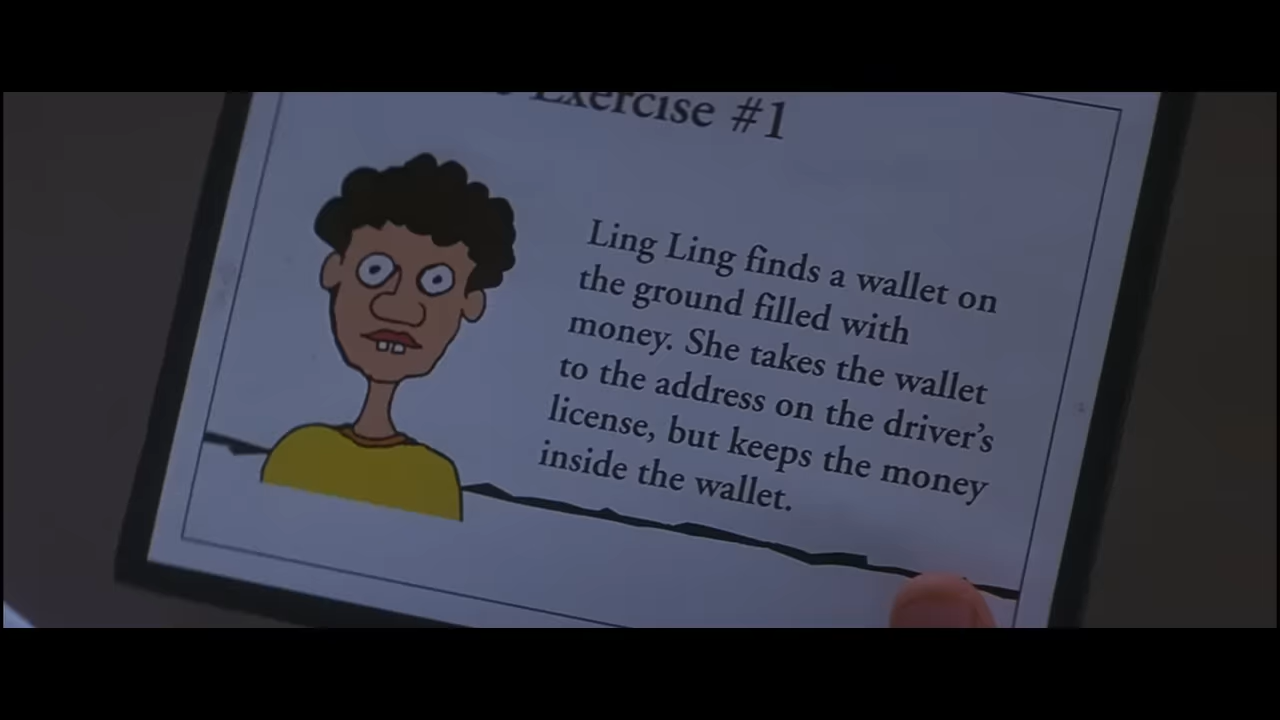 Exercise #1
Ling Ling finds a wallet on
the ground filled with
money. She takes the wallet
to the address on the driver's
license, but keeps the money
inside the wallet.